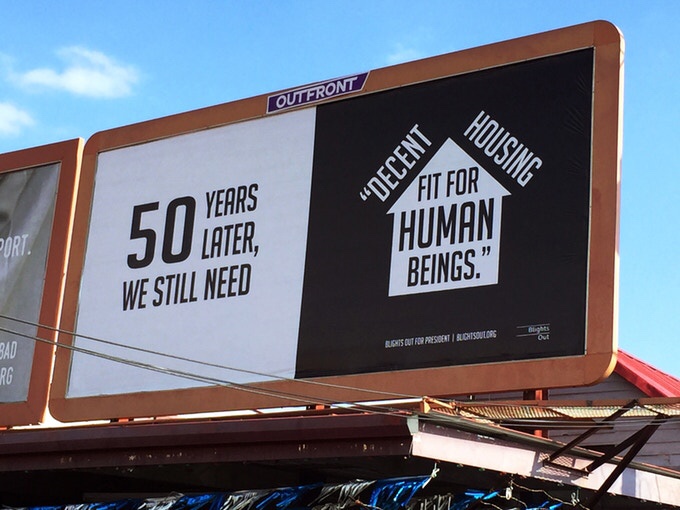 OUTFRONT
PORT.
BAD
RG
50 YEARS
LATER,
WE STILL NEED
“DECENT
HOUSING
FIT FOR
HUMAN
BEINGS.”
BLIGHTS OUT FOR PRESIDENT | BLIGHTSOUT.ORG
Blights
Out